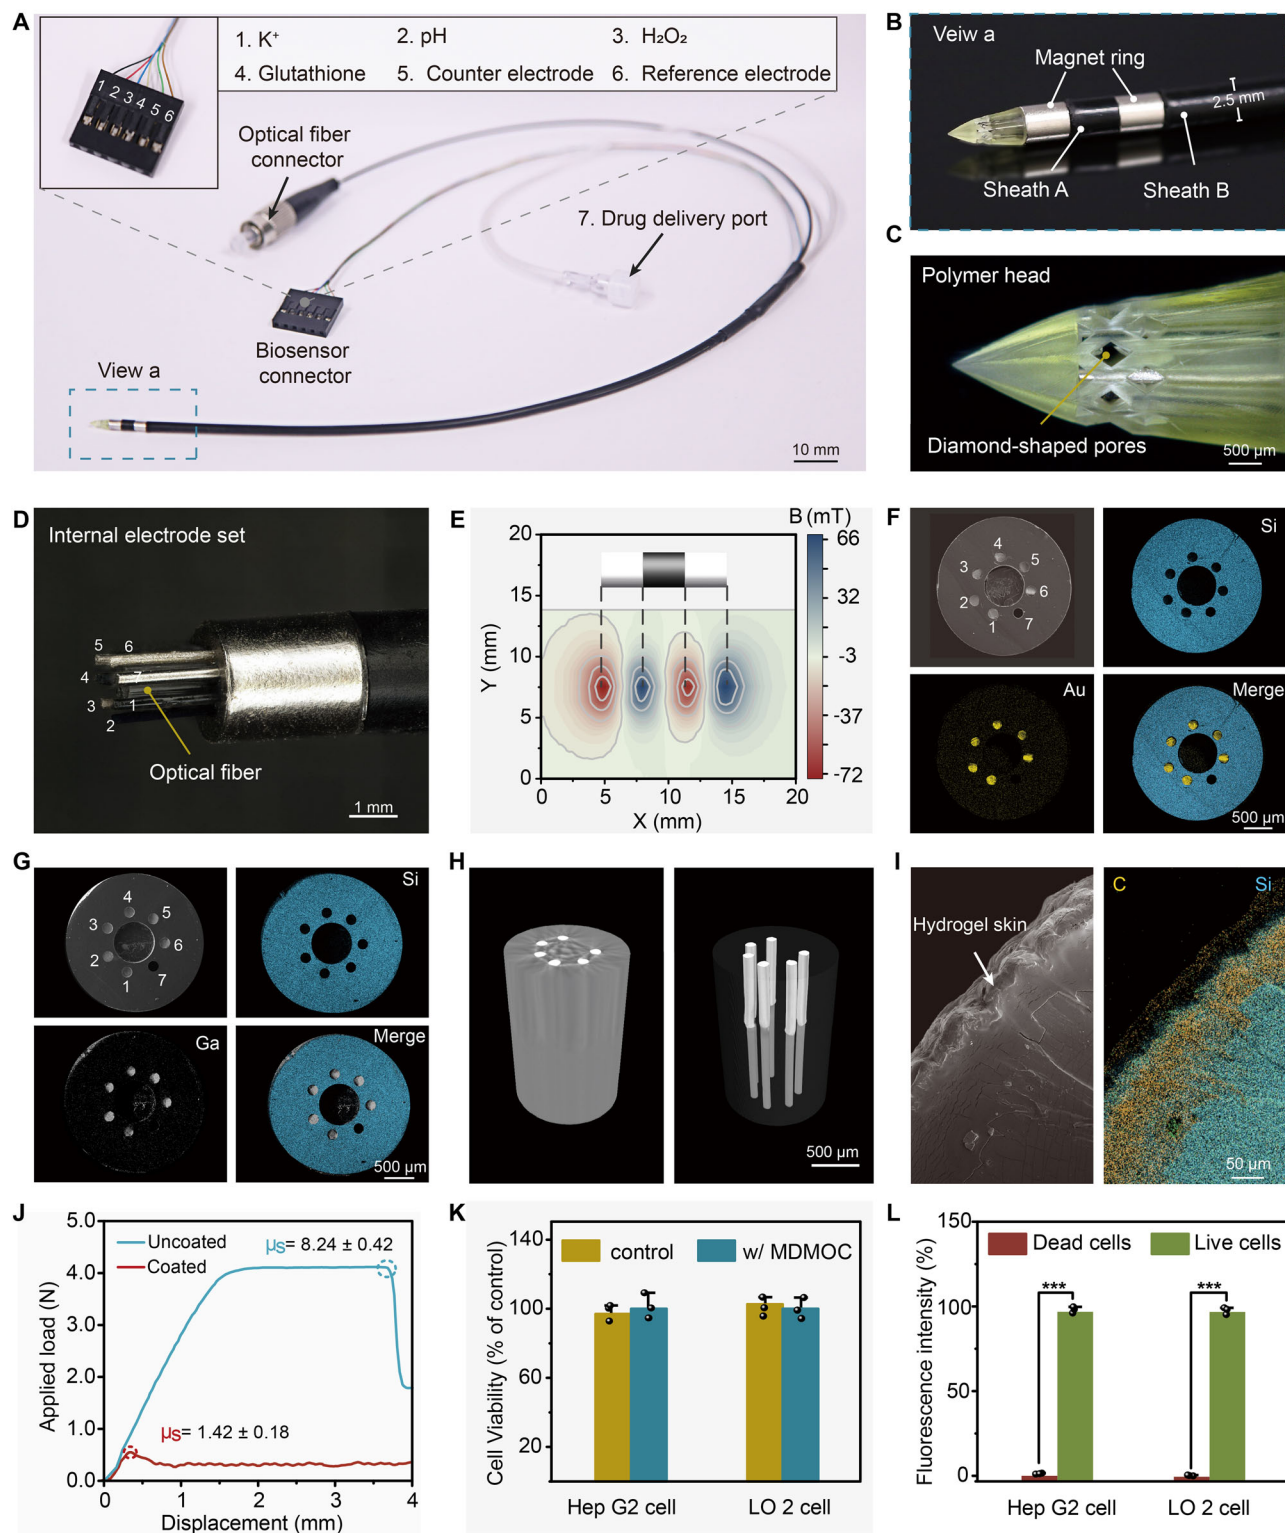 A
1. K⁺
2. pH
3. H₂O₂
4. Glutathione
5. Counter electrode
6. Reference electrode
1 2 3 4 5 6
Optical fiber
connector
7. Drug delivery port
Biosensor
connector
View a
10 mm
B
Veiw a
Magnet ring
2.5 mm
Sheath A
Sheath B
C
Polymer head
Diamond-shaped pores
500 µm
D
Internal electrode set
5 6
4 7
3 1
2
Optical fiber
1 mm
E
B (mT)
66
32
-3
-37
-72
20
15
10
5
0
Y (mm)
0 5 10 15 20
X (mm)
F
4
3 5
2 6
1 7
Si
Au
Merge
500 µm
G
4
3 5
2 6
1 7
Si
Ga
Merge
500 µm
H
500 µm
I
Hydrogel skin
C
Si
50 µm
J
5.0
4.0
3.0
2.0
1.0
0.0
Applied load (N)
Uncoated
Coated
µs= 8.24 ± 0.42
µs= 1.42 ± 0.18
0 1 2 3 4
Displacement (mm)
K
140
100
60
20
Cell Viability (% of control)
control
w/ MDMOC
Hep G2 cell
LO 2 cell
L
150
100
50
0
Fluorescence intensity (%)
Dead cells
Live cells
***
***
Hep G2 cell
LO 2 cell